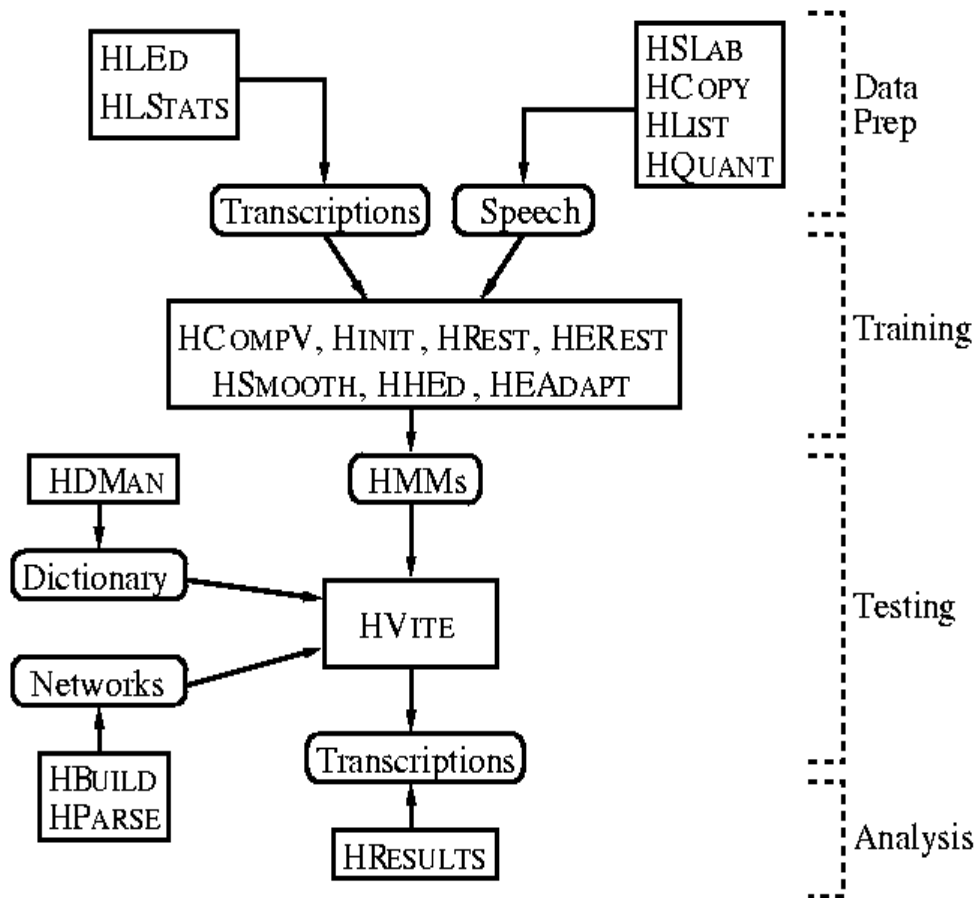 HLED
HLSTATS
HSLAB
HCOPY
HLIST
HQUANT
Data
Prep
Transcriptions
Speech
HCOMPV, HINIT, HREST, HEREST
HSMOOTH, HHED, HEADAPT
Training
HDMAN
HMMs
Dictionary
HVITE
Testing
Networks
HBUILD
HPARSE
Transcriptions
HRESULTS
Analysis